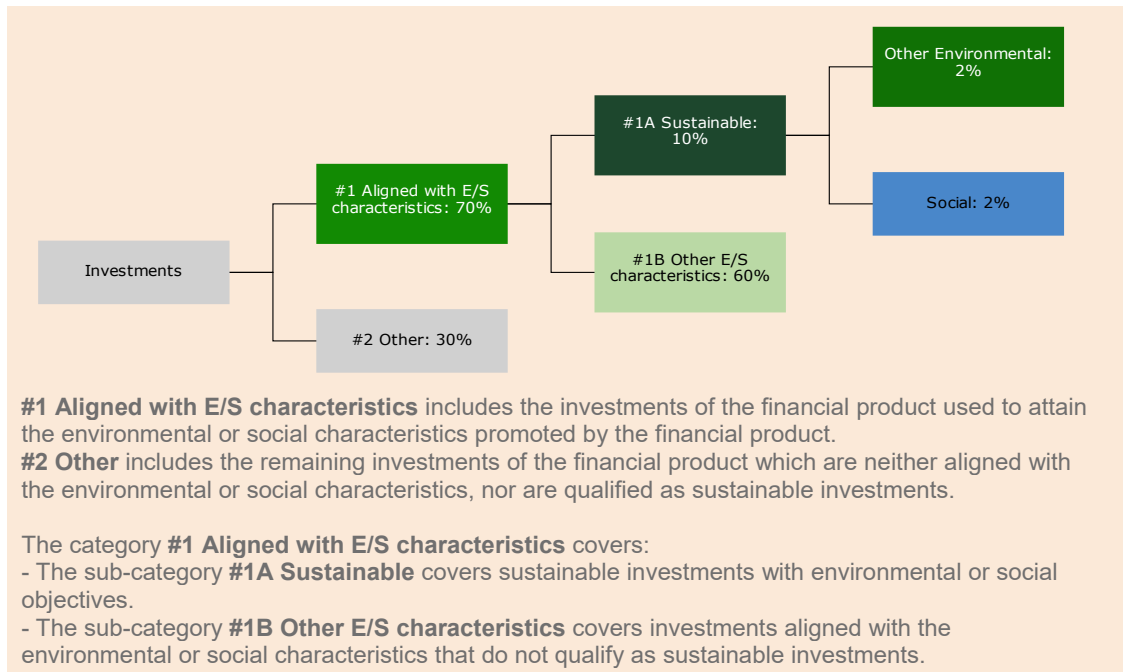 Other Environmental:
2%
#1A Sustainable:
10%
#1 Aligned with E/S
characteristics: 70%
Social: 2%
#1B Other E/S
characteristics: 60%
Investments
#2 Other: 30%
#1 Aligned with E/S characteristics includes the investments of the financial product used to attain
the environmental or social characteristics promoted by the financial product.
#2 Other includes the remaining investments of the financial product which are neither aligned with
the environmental or social characteristics, nor are qualified as sustainable investments.
The category #1 Aligned with E/S characteristics covers:
- The sub-category #1A Sustainable covers sustainable investments with environmental or social
objectives.
- The sub-category #1B Other E/S characteristics covers investments aligned with the
environmental or social characteristics that do not qualify as sustainable investments.